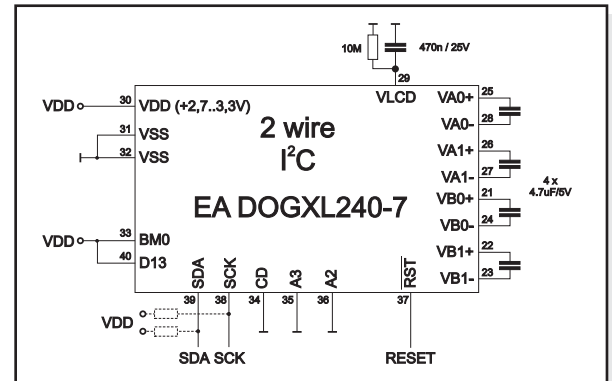 10M
470n / 25V
29
VLCD
VDD
30
VDD (+2,7..3,3V)
31
VSS
32
VSS
2 wire
I²C
EA DOGXL240-7
VA0+
25
VA0-
28
VA1+
26
VA1-
27
VB0+
21
VB0-
24
VB1+
22
VB1-
23
4 x
4.7uF/5V
VDD
33
BM0
40
D13
SDA
SCK
CD
A3
A2
RST
39
38
34
35
36
37
VDD
SDA SCK
RESET